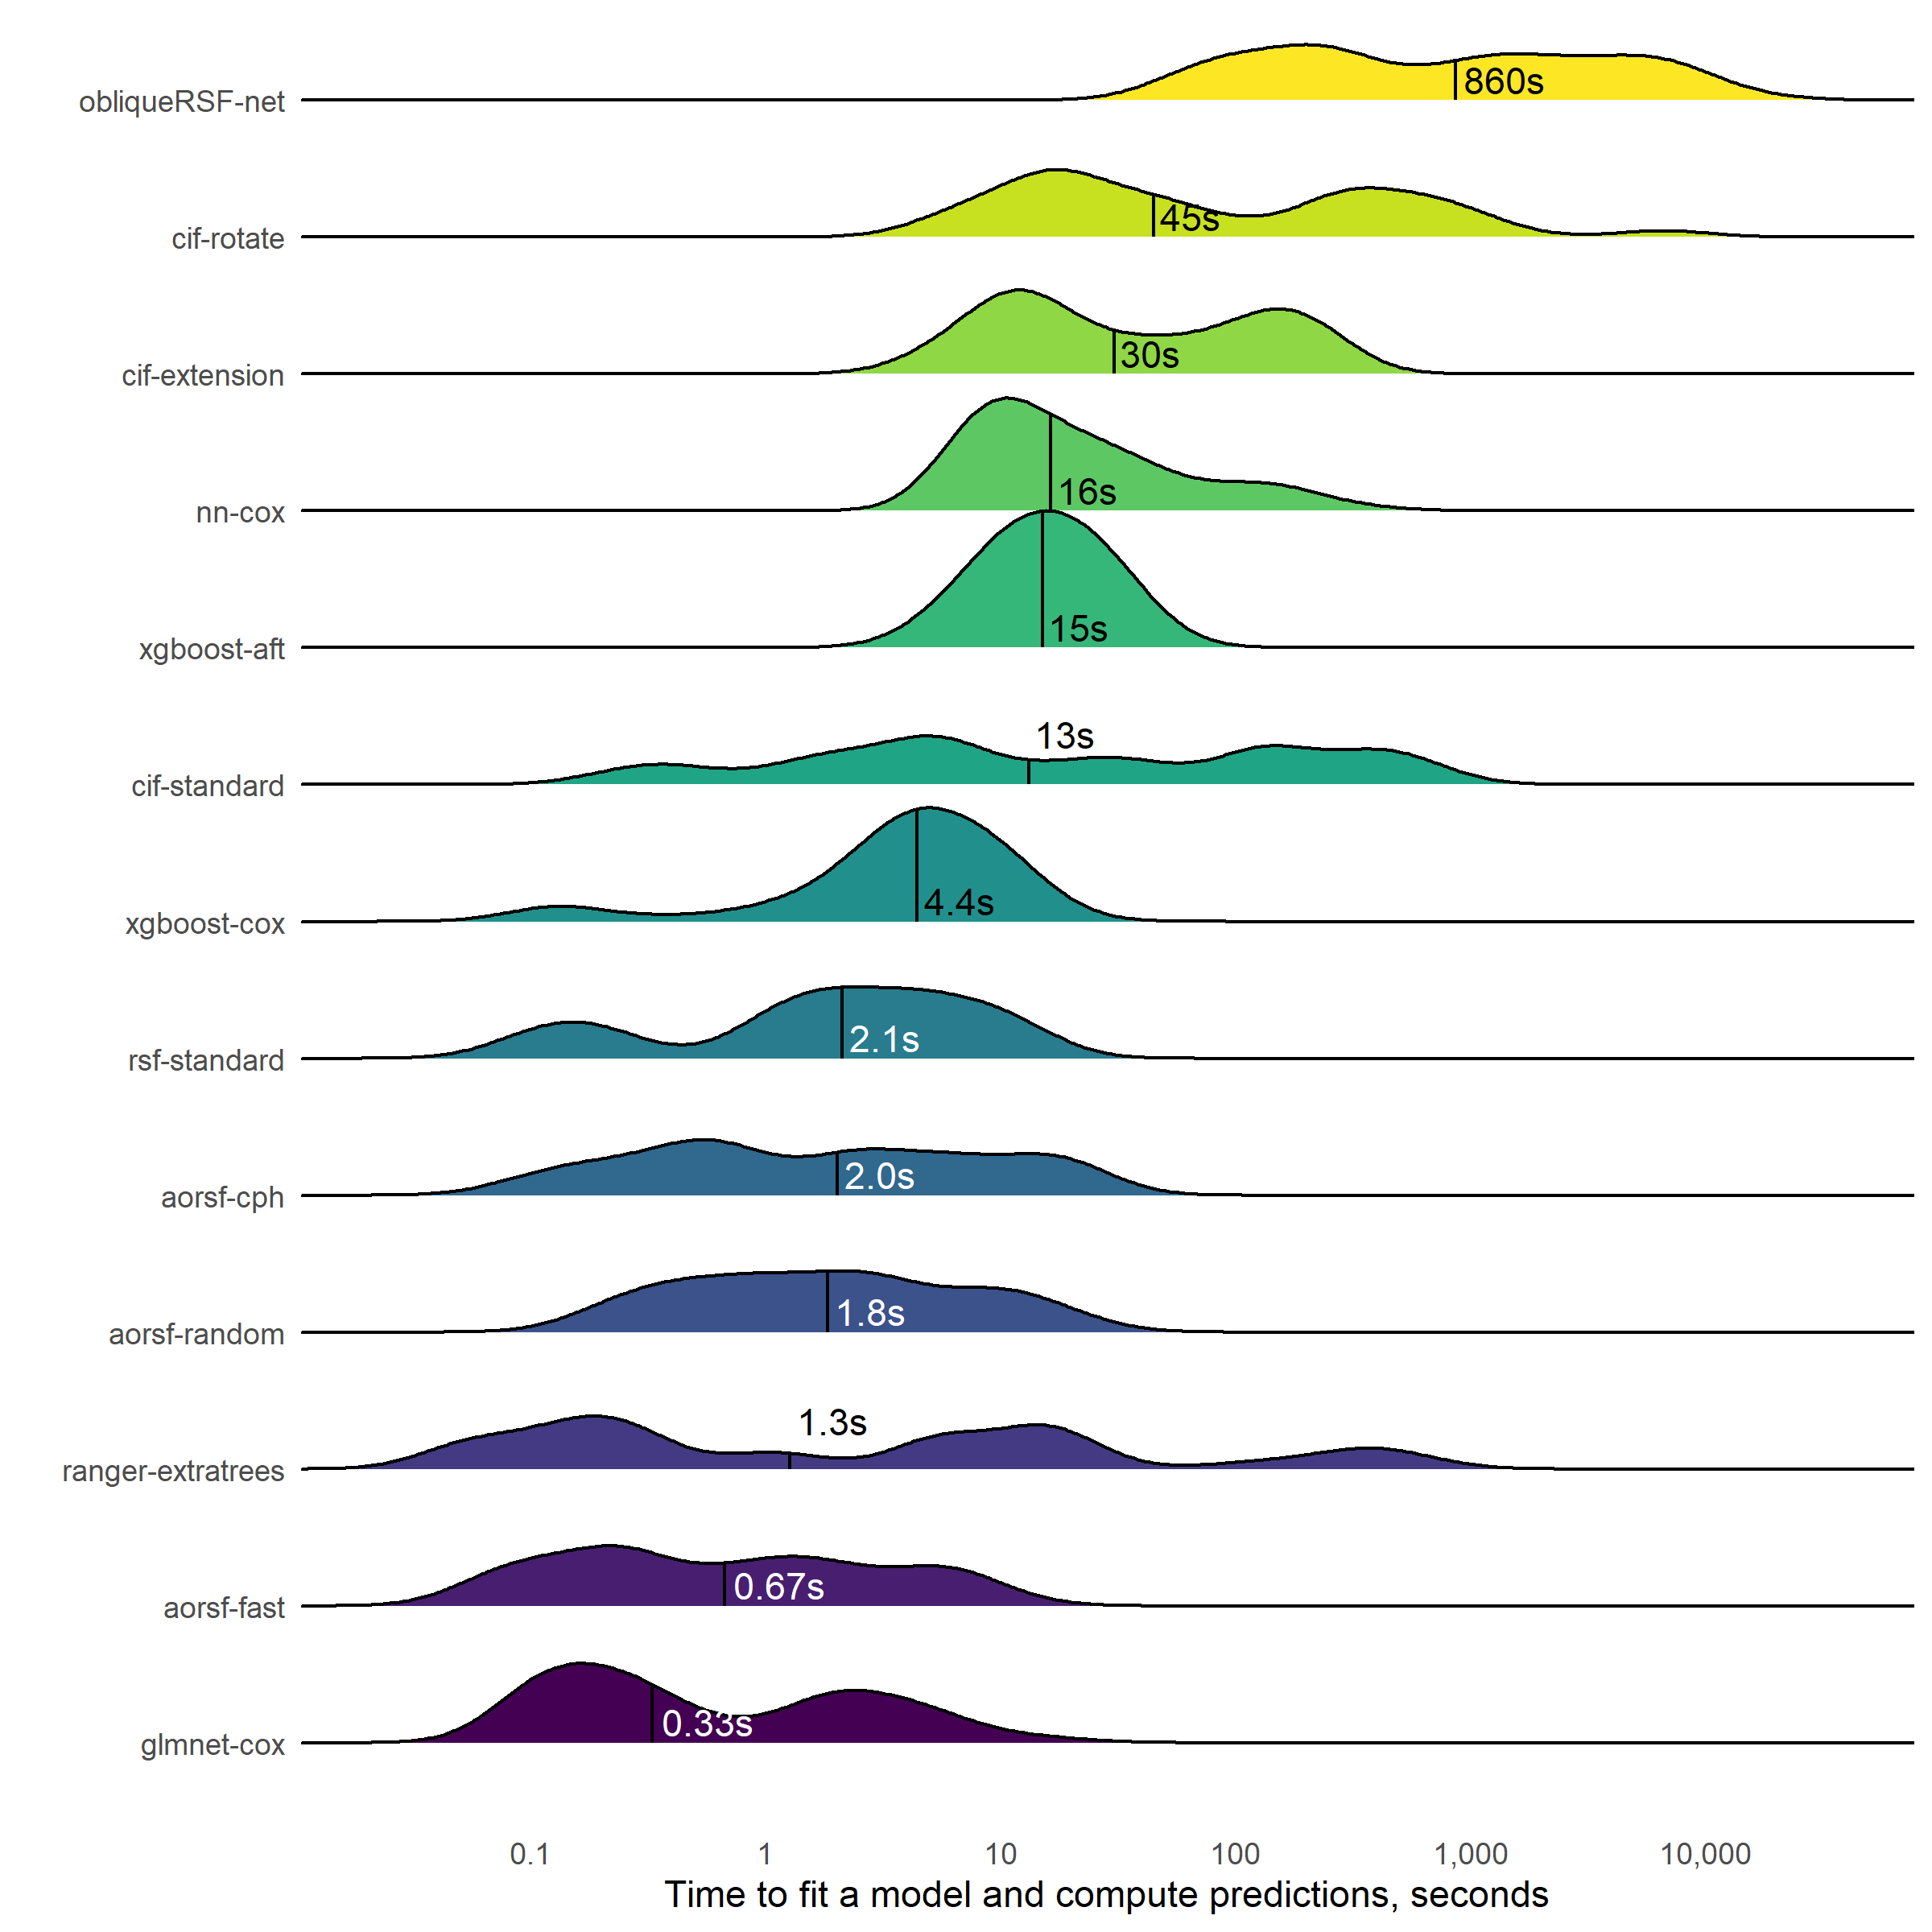 obliqueRSF-net
860s
cif-rotate
45s
cif-extension
30s
nn-cox
16s
xgboost-aft
15s
cif-standard
13s
xgboost-cox
4.4s
rsf-standard
2.1s
aorsf-cph
2.0s
aorsf-random
1.8s
ranger-extratrees
1.3s
aorsf-fast
0.67s
glmnet-cox
0.33s
0.1 1 10 100 1,000 10,000
Time to fit a model and compute predictions, seconds